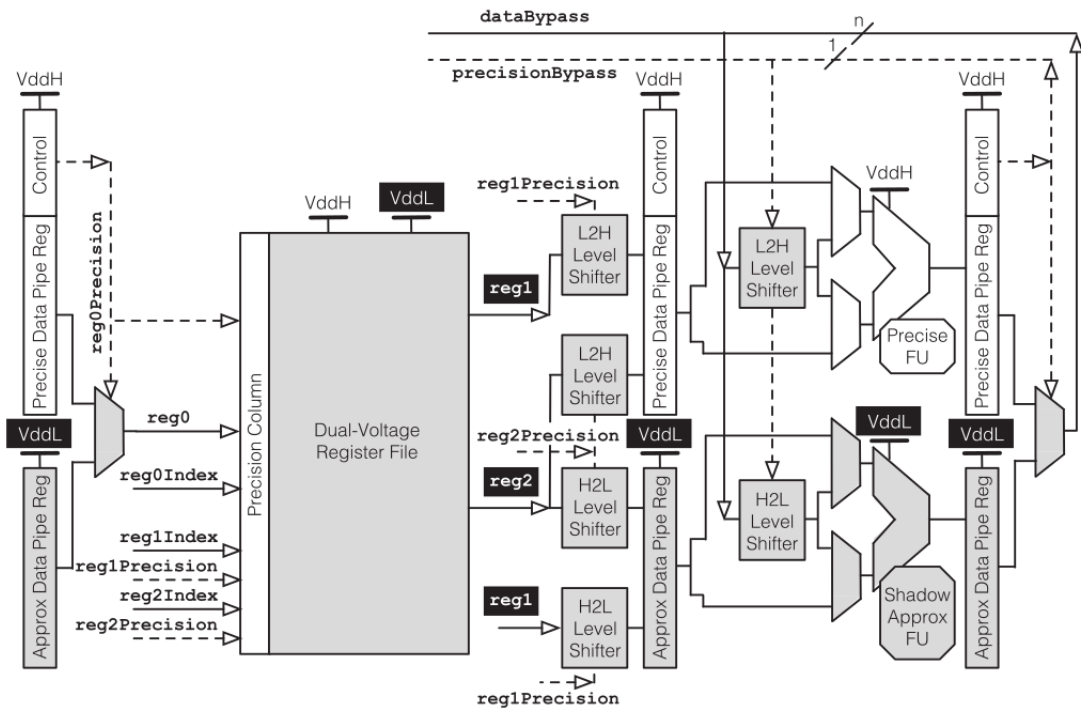 dataBypass
n
1
precisionBypass
VddH
Control
Precise Data Pipe Reg
VddL
Approx Data Pipe Reg
reg0Precision
reg0
reg0Index
reg1Index
reg1Precision
reg2Index
reg2Precision
VddH
VddL
Precision Column
Dual-Voltage
Register File
reg1Precision
reg1
L2H
Level
Shifter
L2H
Level
Shifter
reg2Precision
reg2
H2L
Level
Shifter
reg1
H2L
Level
Shifter
reg1Precision
VddH
Control
Precise Data Pipe Reg
VddL
Approx Data Pipe Reg
L2H
Level
Shifter
H2L
Level
Shifter
VddH
Precise
FU
VddL
Shadow
Approx
FU
VddH
Control
Precise Data Pipe Reg
VddL
Approx Data Pipe Reg